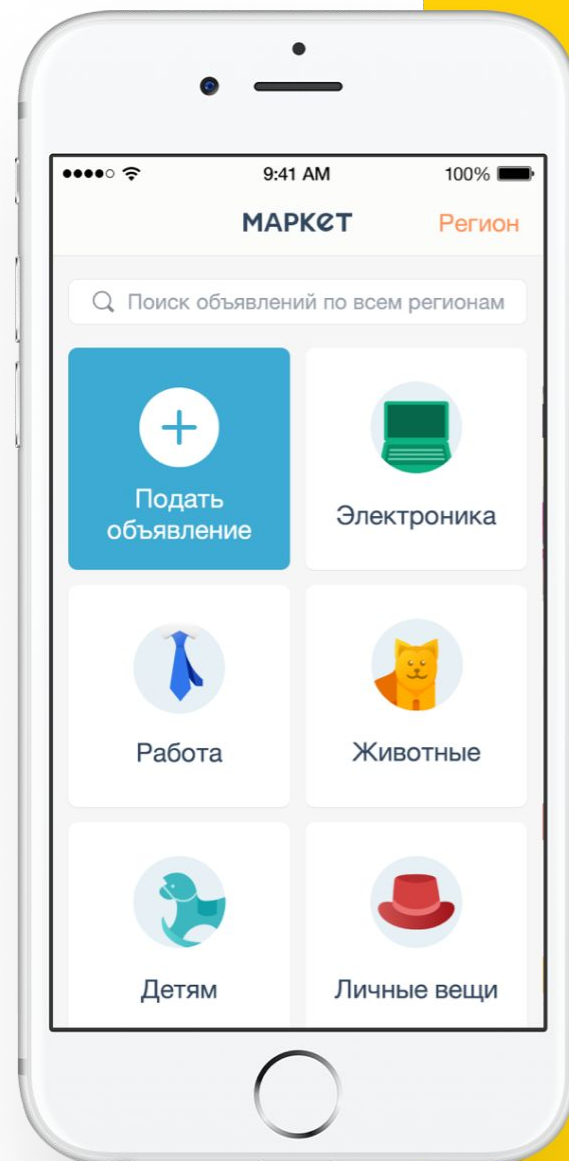 9:41 AM 100%
МАРКЕТ Регион
Поиск объявлений по всем регионам
Подать
объявление
Электроника
Работа
Животные
Детям
Личные вещи